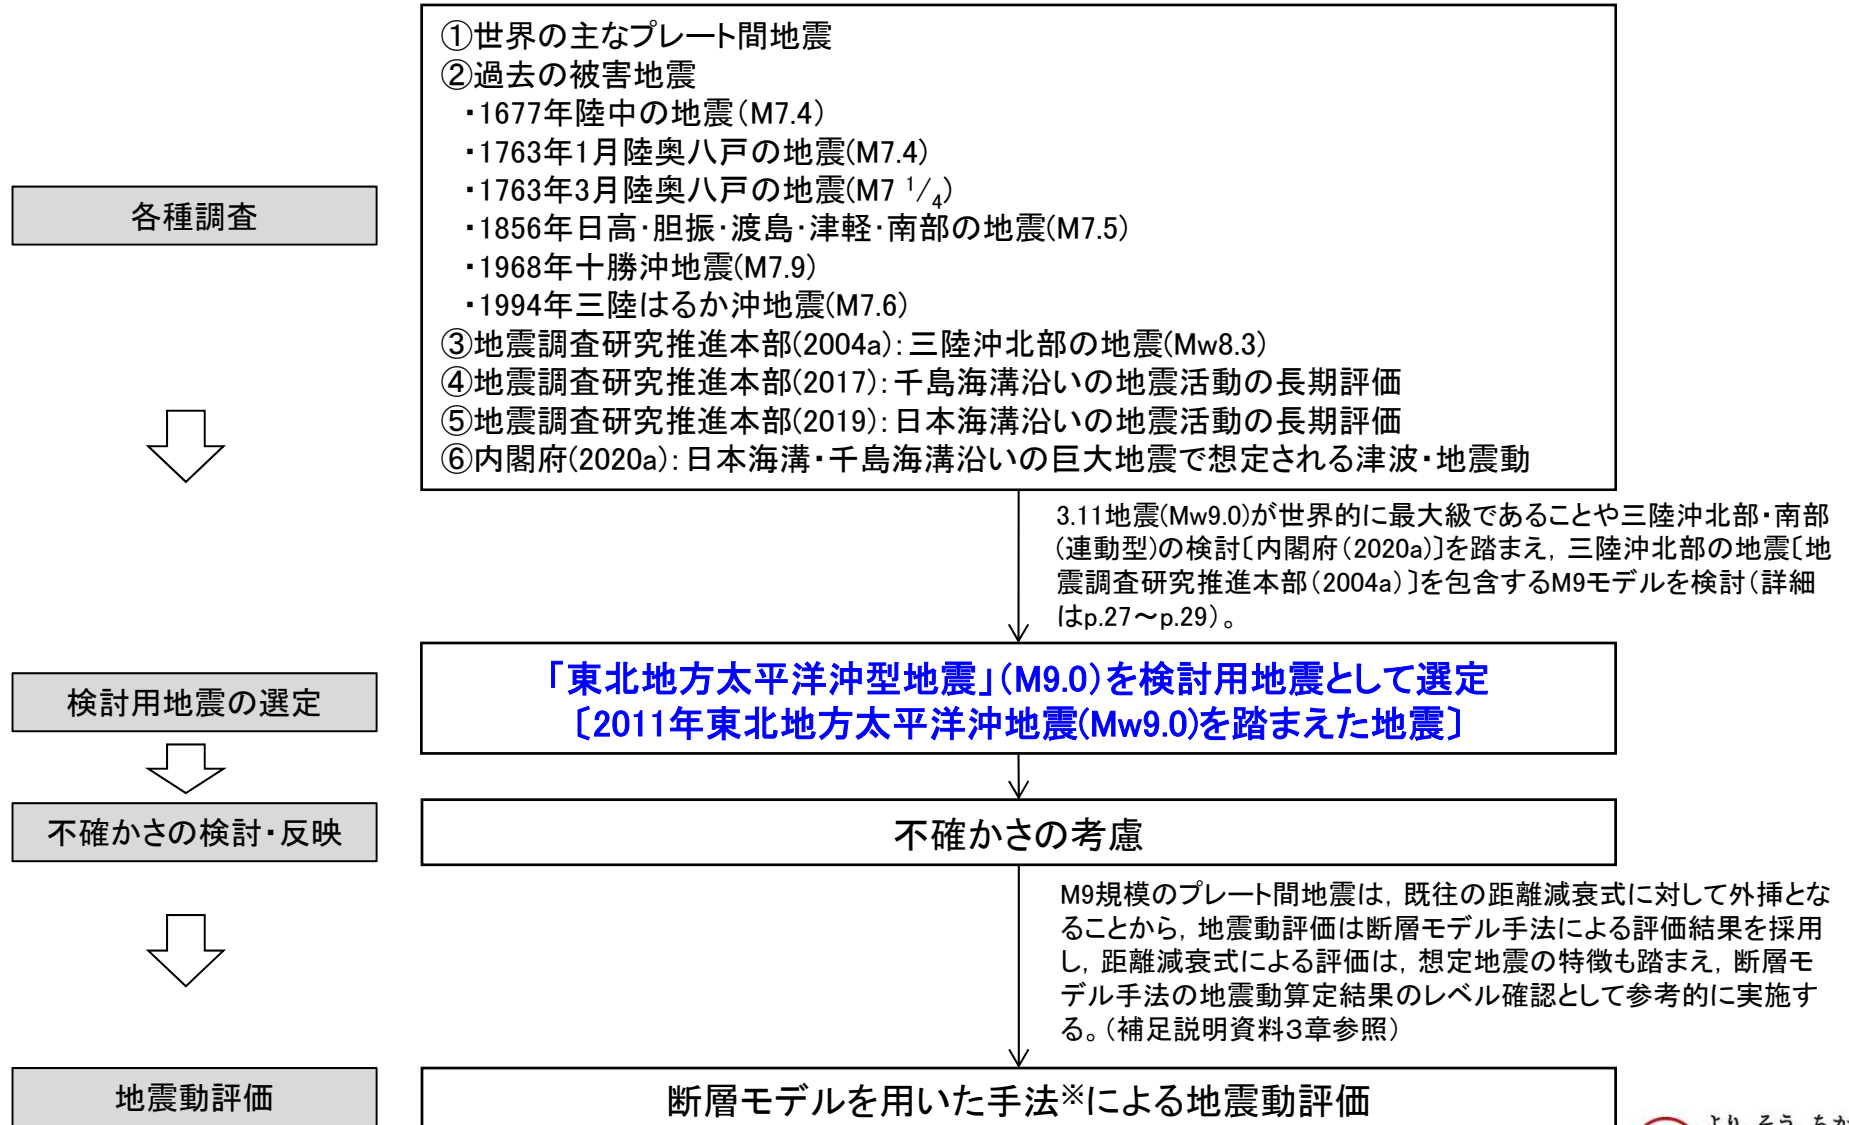 ①世界の主なプレート間地震
②過去の被害地震
・1677年陸中の地震(M7.4)
・1763年1月陸奥八戸の地震(M7.4)
・1763年3月陸奥八戸の地震(M7 1/4)
・1856年日高・胆振・渡島・津軽・南部の地震(M7.5)
・1968年十勝沖地震(M7.9)
・1994年三陸はるか沖地震(M7.6)
③地震調査研究推進本部(2004a):三陸沖北部の地震(Mw8.3)
④地震調査研究推進本部(2017):千島海溝沿いの地震活動の長期評価
⑤地震調査研究推進本部(2019):日本海溝沿いの地震活動の長期評価
⑥内閣府(2020a):日本海溝・千島海溝沿いの巨大地震で想定される津波・地震動
各種調査
3.11地震(Mw9.0)が世界的に最大級であることや三陸沖北部・南部
(連動型)の検討〔内閣府(2020a)〕を踏まえ,三陸沖北部の地震〔地
震調査研究推進本部(2004a)〕を包含するM9モデルを検討(詳細
はp.27~p.29)。
検討用地震の選定
「東北地方太平洋沖型地震」(M9.0)を検討用地震として選定
〔2011年東北地方太平洋沖地震(Mw9.0)を踏まえた地震〕
不確かさの検討・反映
不確かさの考慮
M9規模のプレート間地震は,既往の距離減衰式に対して外挿とな
ることから,地震動評価は断層モデル手法による評価結果を採用
し,距離減衰式による評価は,想定地震の特徴も踏まえ,断層モ
デル手法の地震動算定結果のレベル確認として参考的に実施す
る。(補足説明資料3章参照)
地震動評価
断層モデルを用いた手法※による地震動評価